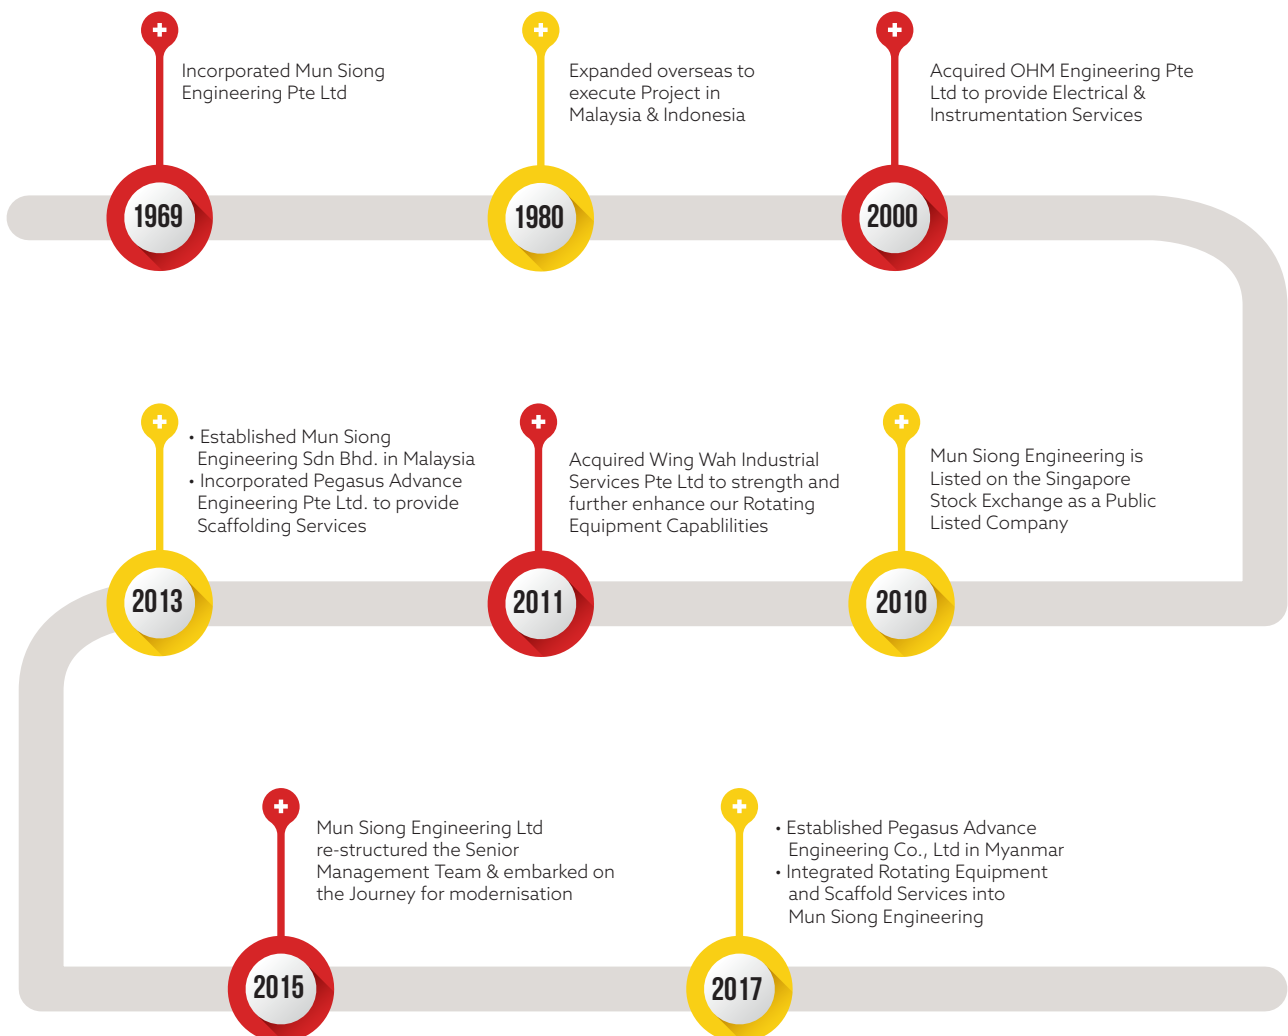 Incorporated Mun Siong
Engineering Pte Ltd
1969
Expanded overseas to
execute Project in
Malaysia & Indonesia
1980
Acquired OHM Engineering Pte
Ltd to provide Electrical &
Instrumentation Services
2000
Mun Siong Engineering is
Listed on the Singapore
Stock Exchange as a Public
Listed Company
2010
Acquired Wing Wah Industrial
Services Pte Ltd to strength and
further enhance our Rotating
Equipment Capablilities
2011
• Established Mun Siong
Engineering Sdn Bhd. in Malaysia
• Incorporated Pegasus Advance
Engineering Pte Ltd. to provide
Scaffolding Services
2013
Mun Siong Engineering Ltd
re-structured the Senior
Management Team & embarked on
the Journey for modernisation
2015
• Established Pegasus Advance
Engineering Co., Ltd in Myanmar
• Integrated Rotating Equipment
and Scaffold Services into
Mun Siong Engineering
2017